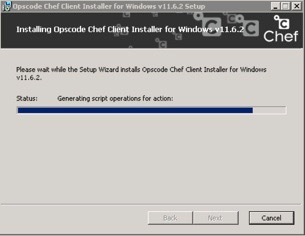 Opscode Chef Client Installer for Windows v11.6.2 Setup
Installing Opscode Chef Client Installer for Windows v11.6.2
Chef
Please wait while the Setup Wizard installs Opscode Chef Client Installer for Windows
v11.6.2.
Status: Generating script operations for action:
Back Next Cancel